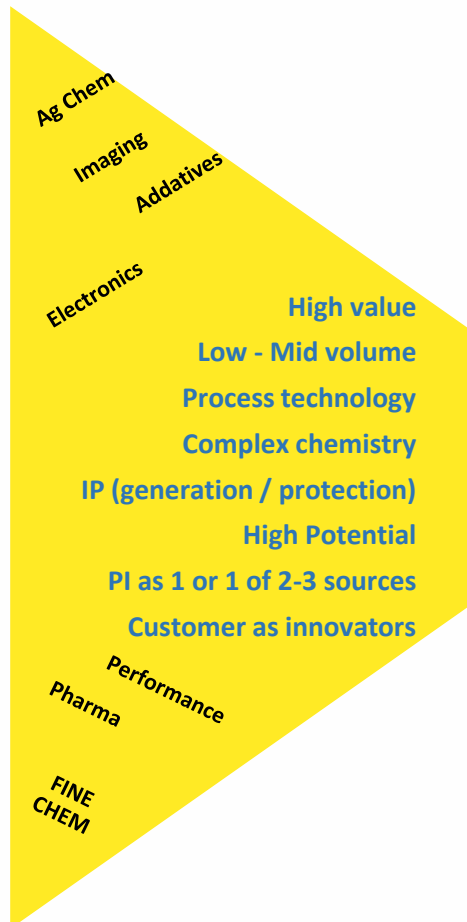 Ag Chem
Imaging
Addatives
Electronics
High value
Low - Mid volume
Process technology
Complex chemistry
IP (generation / protection)
High Potential
PI as 1 or 1 of 2-3 sources
Customer as innovators
Performance
Pharma
FINE
CHEM